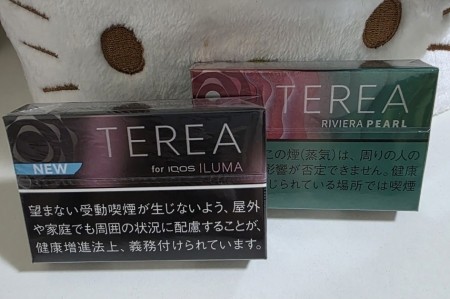 TEREA
NEW
for IQOS ILUMA
望まない受動喫煙が生じないよう、屋外
や家庭でも周囲の状況に配慮することが、
健康増進法上、義務付けられています。
TEREA
RIVIERA PEARL
この煙(蒸気)は、周りの人の
影響が否定できません。健康
じられている場所では喫煙